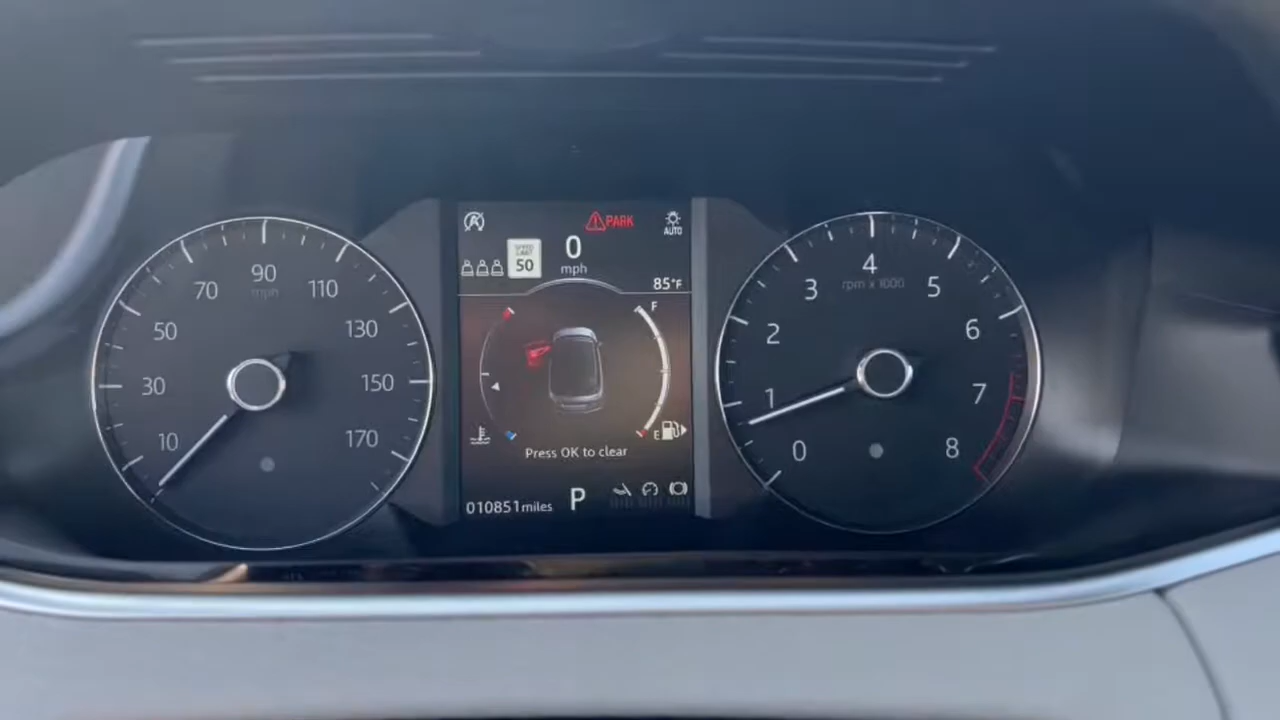 PARK
AUTO
SPEED
LIMIT
50
0
mph
85°F
F
E
Press OK to clear
010851miles
P
10
30
50
70
90
mph
110
130
150
170
0
1
2
3
4
rpm x 1000
5
6
7
8